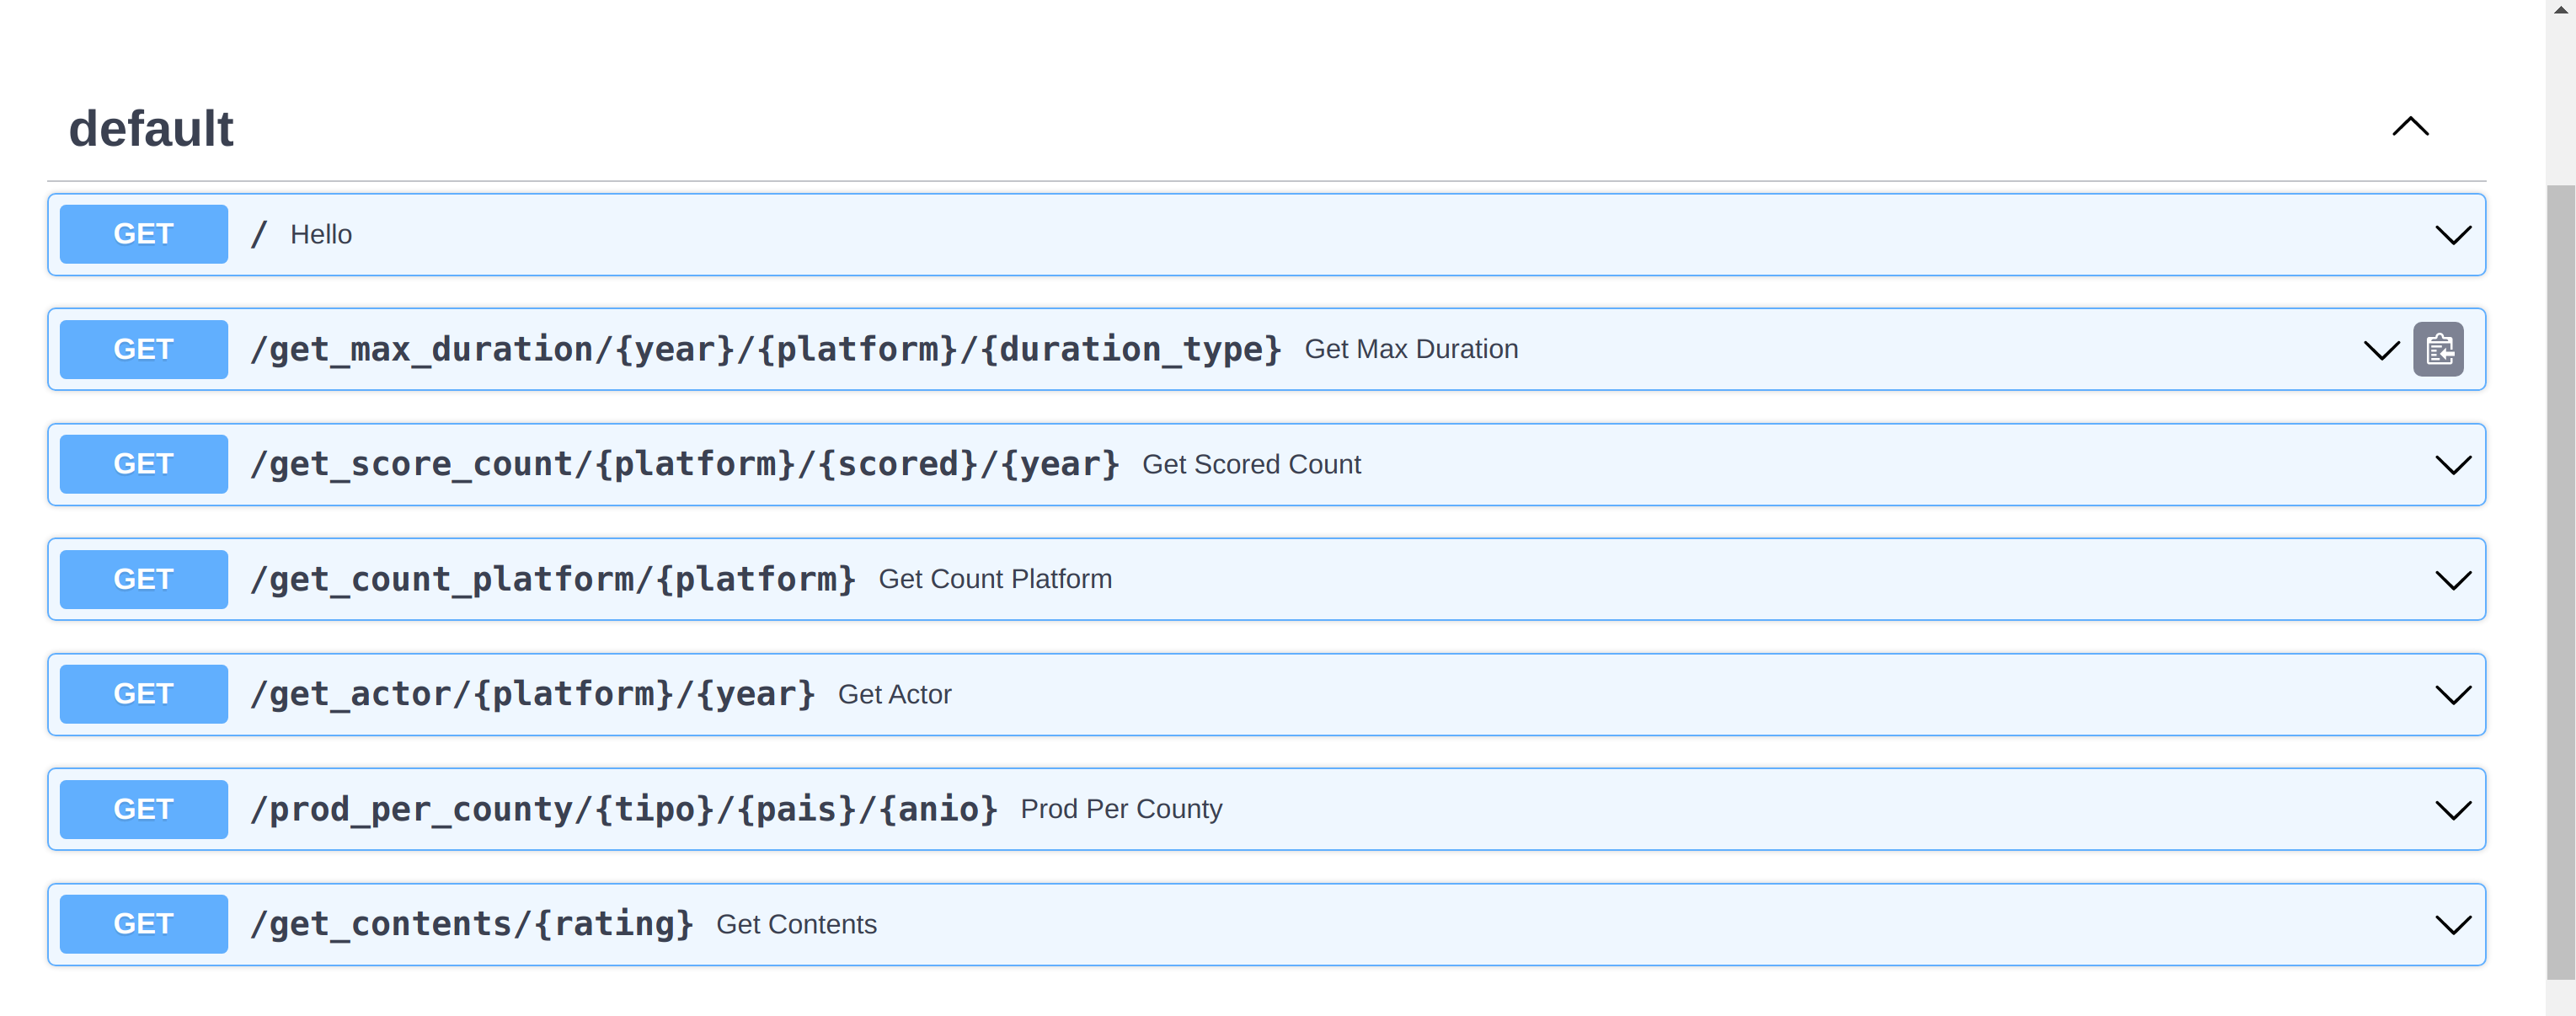 default
GET / Hello
GET /get_max_duration/{year}/{platform}/{duration_type} Get Max Duration
GET /get_score_count/{platform}/{scored}/{year} Get Scored Count
GET /get_count_platform/{platform} Get Count Platform
GET /get_actor/{platform}/{year} Get Actor
GET /prod_per_county/{tipo}/{pais}/{anio} Prod Per County
GET /get_contents/{rating} Get Contents